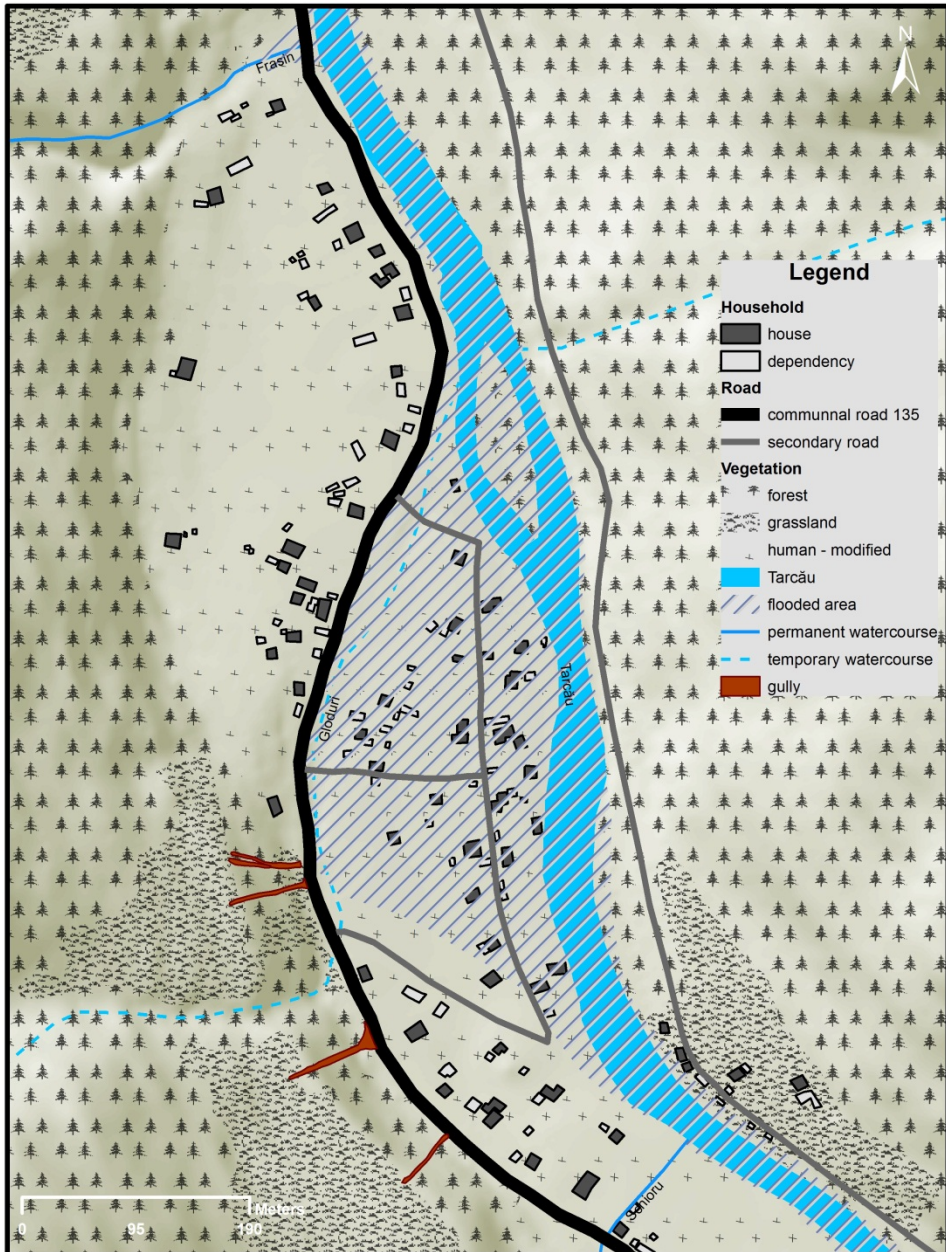 N
Frasin
Legend
Household
house
dependency
Road
communnal road 135
secondary road
Vegetation
forest
grassland
human - modified
Tarcău
flooded area
permanent watercourse
temporary watercourse
gully
Tarcău
Gloduri
Meters
0 95 190